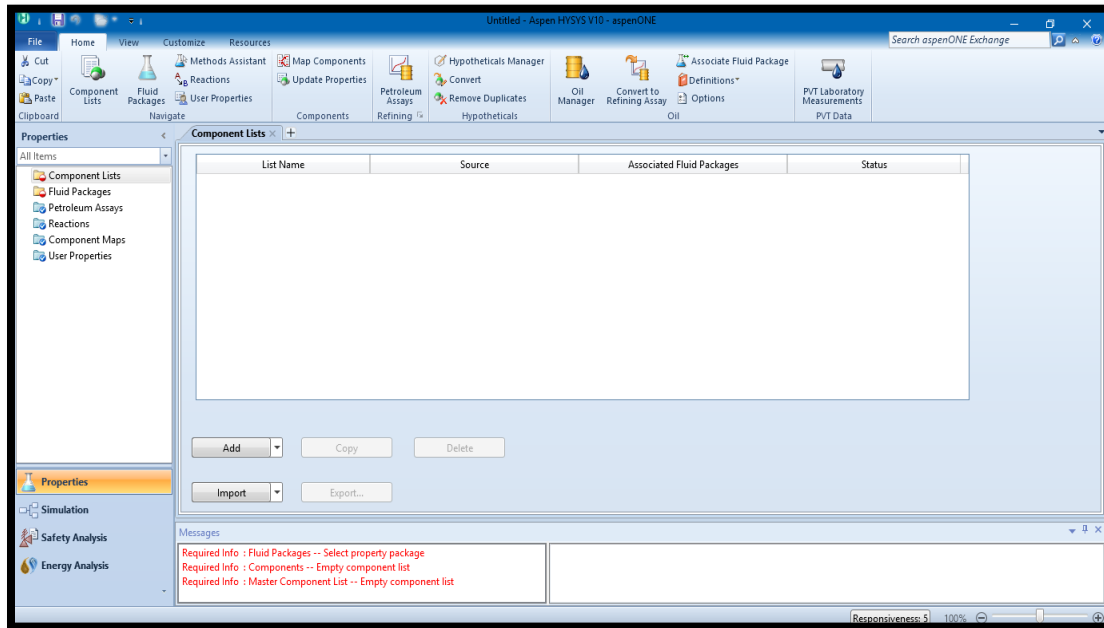 Untitled - Aspen HYSYS V10 - aspenONE
File Home View Customize Resources Search aspenONE Exchange
Cut
Copy
Paste
Clipboard
Component Lists
Fluid Packages
Methods Assistant
Reactions
User Properties
Navigate
Map Components
Update Properties
Components
Petroleum Assays
Refining
Hypotheticals Manager
Convert
Remove Duplicates
Hypotheticals
Oil Manager
Convert to Refining Assay
Associate Fluid Package
Definitions
Options
Oil
PVT Laboratory Measurements
PVT Data
Properties
All Items
Component Lists
Fluid Packages
Petroleum Assays
Reactions
Component Maps
User Properties
Properties
Simulation
Safety Analysis
Energy Analysis
Component Lists
List Name Source Associated Fluid Packages Status
Add Copy Delete
Import Export...
Messages
Required Info : Fluid Packages -- Select property package
Required Info : Components -- Empty component list
Required Info : Master Component List -- Empty component list
Responsiveness: 5 100%